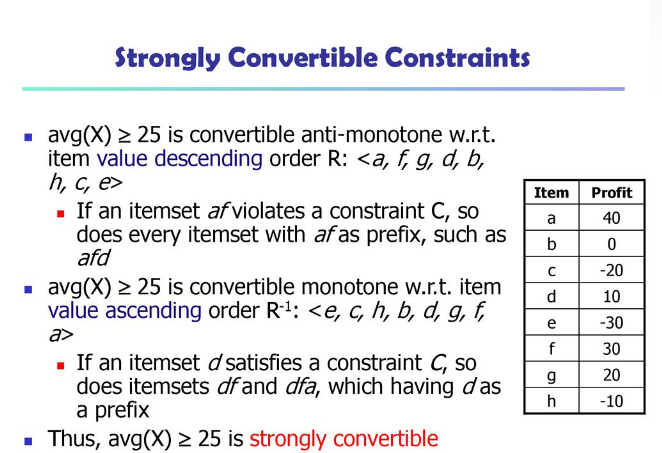 Strongly Convertible Constraints
avg(X) ≥ 25 is convertible anti-monotone w.r.t.
item value descending order R: <a, f, g, d, b,
h, c, e>
If an itemset af violates a constraint C, so
does every itemset with af as prefix, such as
afd
avg(X) ≥ 25 is convertible monotone w.r.t. item
value ascending order R-1: <e, c, h, b, d, g, f,
a>
If an itemset d satisfies a constraint C, so
does itemsets df and dfa, which having d as
a prefix
Thus, avg(X) ≥ 25 is strongly convertible
Item Profit
a 40
b 0
c -20
d 10
e -30
f 30
g 20
h -10